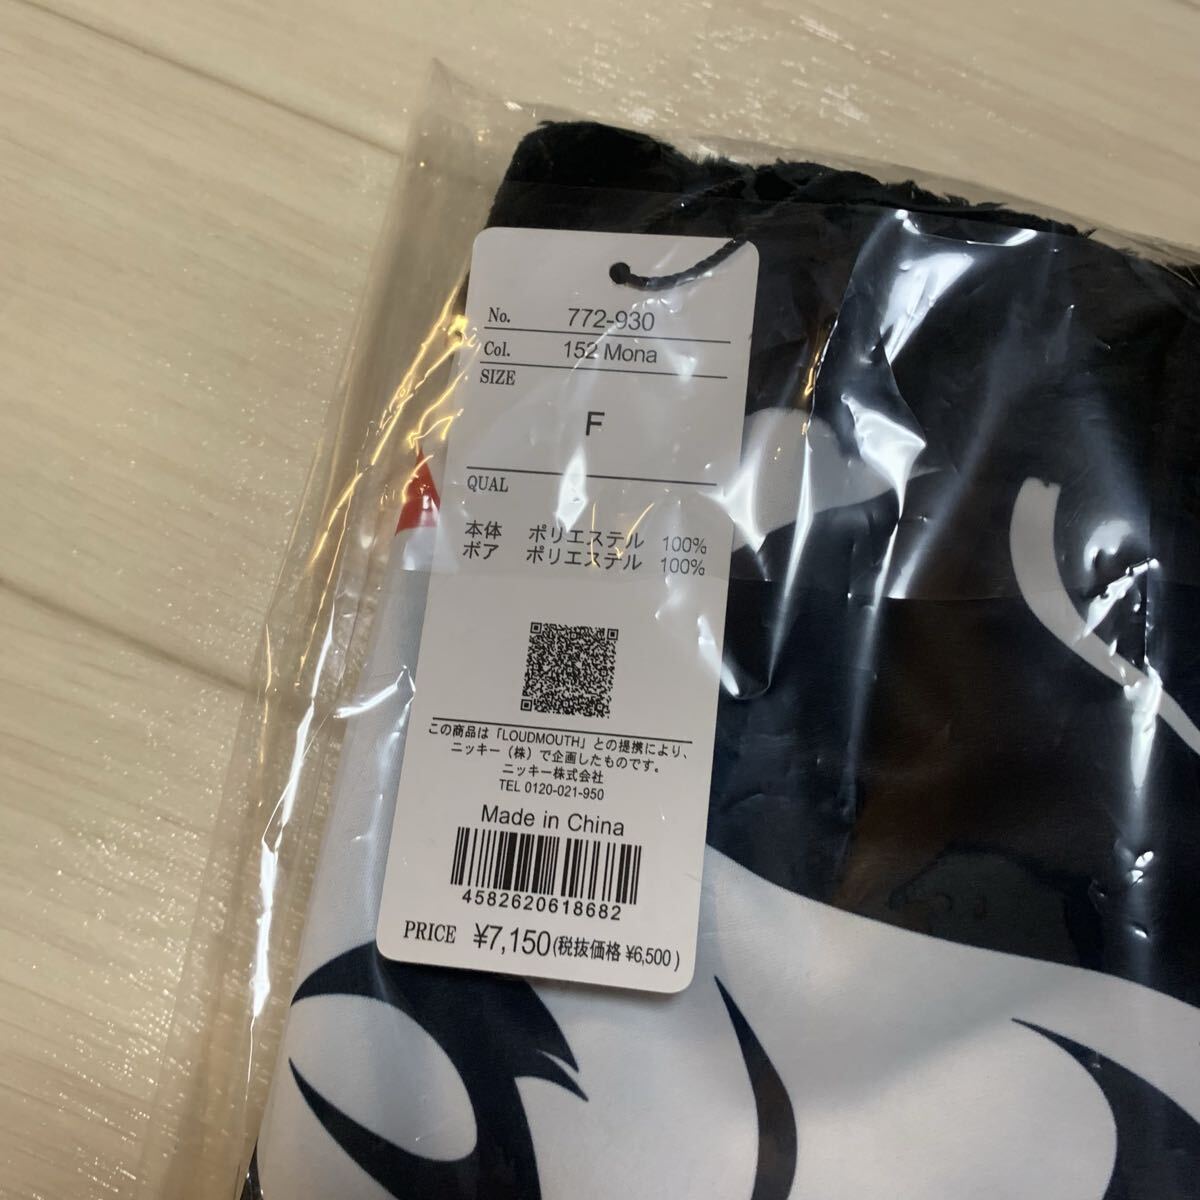 No. 772-930
Col. 152 Mona
SIZE
F
QUAL
本体 ポリエステル 100%
ボア ポリエステル 100%
この商品は「LOUDMOUTH」との提携により、
ニッキー（株）で企画したものです。
ニッキー株式会社
TEL 0120-021-950
Made in China
4582620618682
PRICE ¥7,150(税抜価格 ¥6,500)